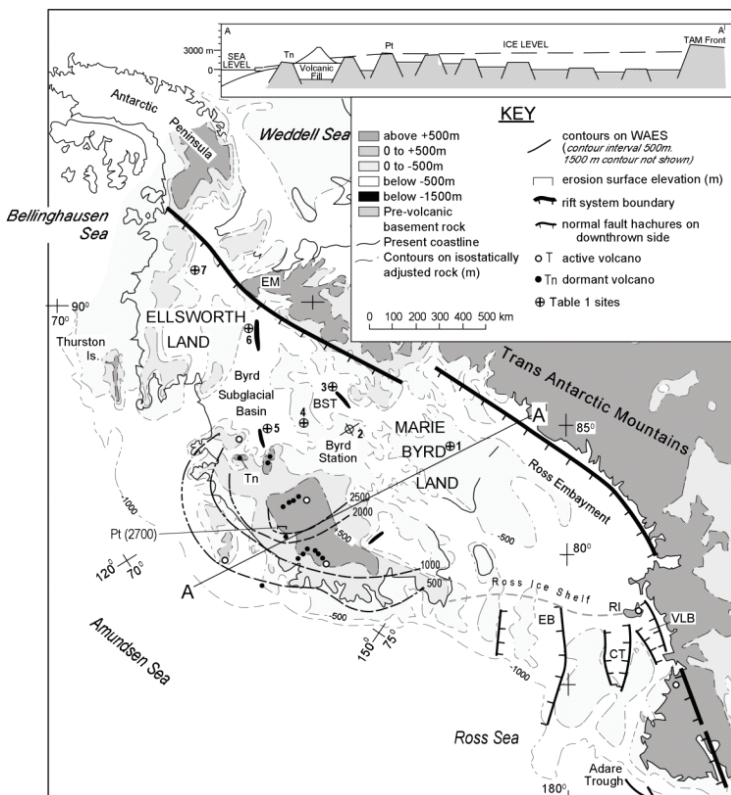 A
A'
3000 m
0
SEA
LEVEL
Tn
Volcanic
Fill
Pt
ICE LEVEL
TAM Front
KEY
above +500m
0 to +500m
0 to -500m
below -500m
below -1500m
Pre-volcanic
basement rock
Present coastline
Contours on isostatically
adjusted rock (m)
contours on WAES
(contour interval 500m.
1500 m contour not shown)
erosion surface elevation (m)
rift system boundary
normal fault hachures on
downthrown side
T active volcano
Tn dormant volcano
Table 1 sites
0 100 200 300 400 500 km
Antarctic
Peninsula
Weddell Sea
Bellinghausen
Sea
7
EM
90°
70°
ELLSWORTH
LAND
6
Thurston
Is.
Byrd
Subglacial
Basin
3
BST
4
5
2
Byrd
Station
MARIE
BYRD
LAND
1
A'
85°
Trans Antarctic Mountains
Ross Embayment
Tn
-1000
2500
2000
+500
Pt (2700)
1000
500
-500
80°
120°
70°
A
Ross Ice Shelf
-500
150°
75°
RI
VLB
EB
CT
-1000
Amundsen Sea
Ross Sea
Adare
Trough
180°